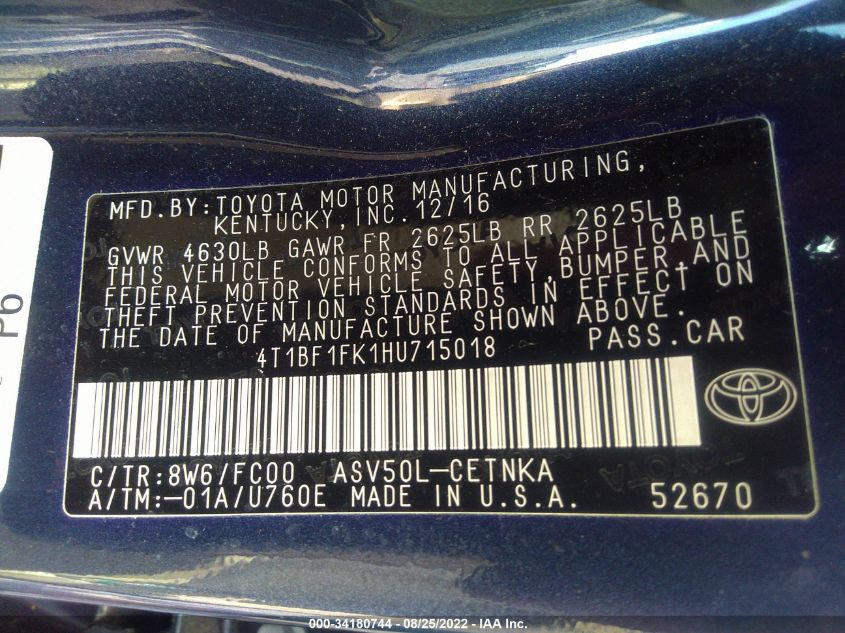 MFD.BY:TOYOTA MOTOR MANUFACTURING,
KENTUCKY,INC.12/16
GVWR 4630LB GAWR FR 2625LB RR 2625LB
THIS VEHICLE CONFORMS TO ALL APPLICABLE
FEDERAL MOTOR VEHICLE SAFETY,BUMPER,AND
THEFT PREVENTION STANDARDS IN EFFECT ON
THE DATE OF MANUFACTURE SHOWN ABOVE.
4T1BF1FK1HU715018 PASS.CAR
C/TR:8W6/FC00 ASV50L-CETNKA
A/TM:-01A/U760E MADE IN U.S.A. 52670
P6
000-34180744 - 08/25/2022 - IAA Inc.